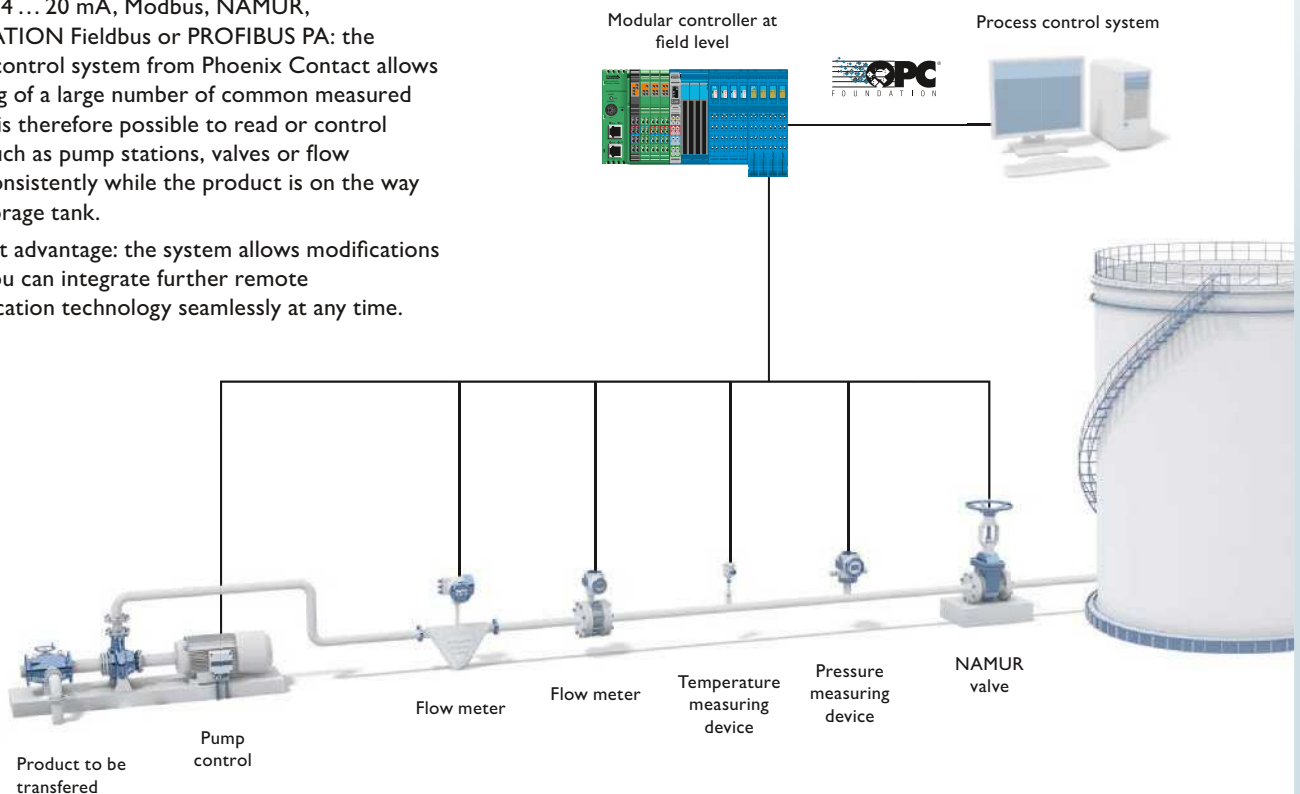 4 … 20 mA, Modbus, NAMUR,
ATION Fieldbus or PROFIBUS PA: the
control system from Phoenix Contact allows
g of a large number of common measured
is therefore possible to read or control
uch as pump stations, valves or flow
onsistently while the product is on the way
orage tank.
t advantage: the system allows modifications
ou can integrate further remote
cation technology seamlessly at any time.
Modular controller at
field level
OPC
FOUNDATION
Process control system
Product to be
transfered
Pump
control
Flow meter
Flow meter
Temperature
measuring
device
Pressure
measuring
device
NAMUR
valve